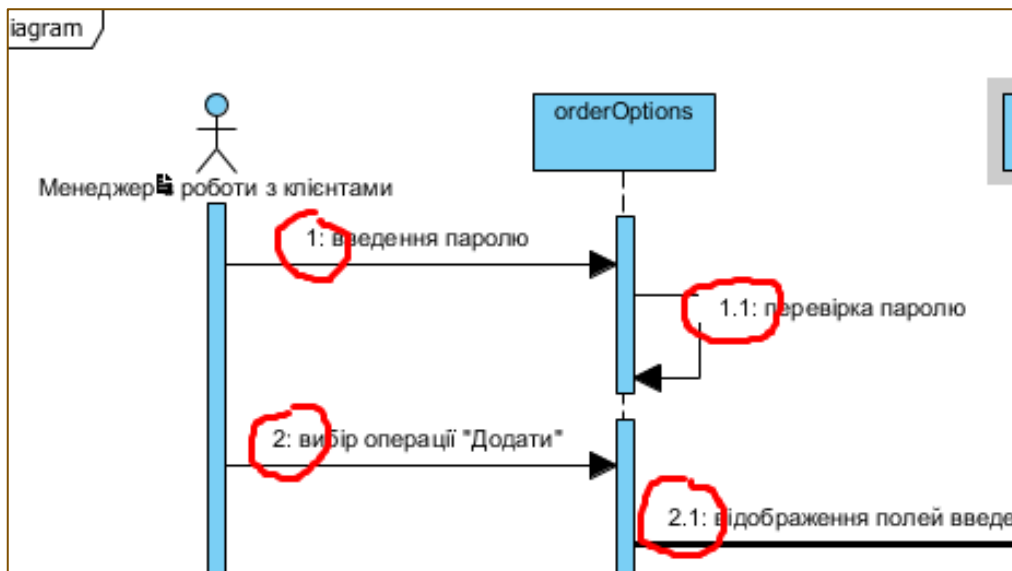 iagram
orderOptions
Менеджер роботи з клієнтами
1: введення паролю
1.1: перевірка паролю
2: вибір операції "Додати"
2.1: відображення полей введе